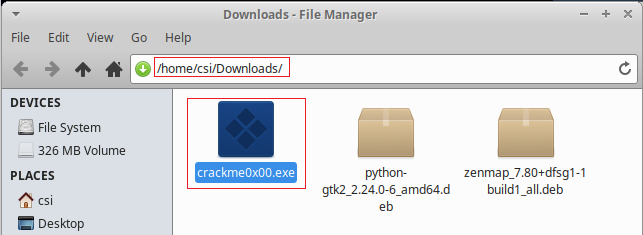 Downloads - File Manager
File Edit View Go Help
/home/csi/Downloads/
DEVICES
File System
326 MB Volume
PLACES
csi
Desktop
crackme0x00.exe
python-
gtk2_2.24.0-6_amd64.d
eb
zenmap_7.80+dfsg1-1
build1_all.deb